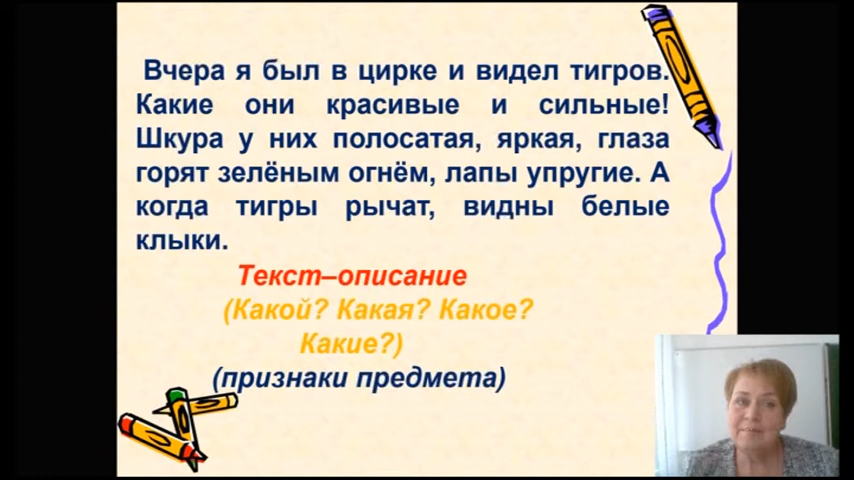 Вчера я был в цирке и видел тигров.
Какие они красивые и сильные!
Шкура у них полосатая, яркая, глаза
горят зелёным огнём, лапы упругие. А
когда тигры рычат, видны белые
клыки.
Текст–описание
(Какой? Какая? Какое?
Какие?)
(признаки предмета)